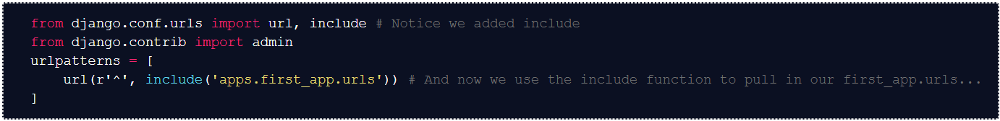 from django.conf.urls import url, include # Notice we added include
from django.contrib import admin
urlpatterns = [
    url(r'^', include('apps.first_app.urls')) # And now we use the include function to pull in our first_app.urls...
]